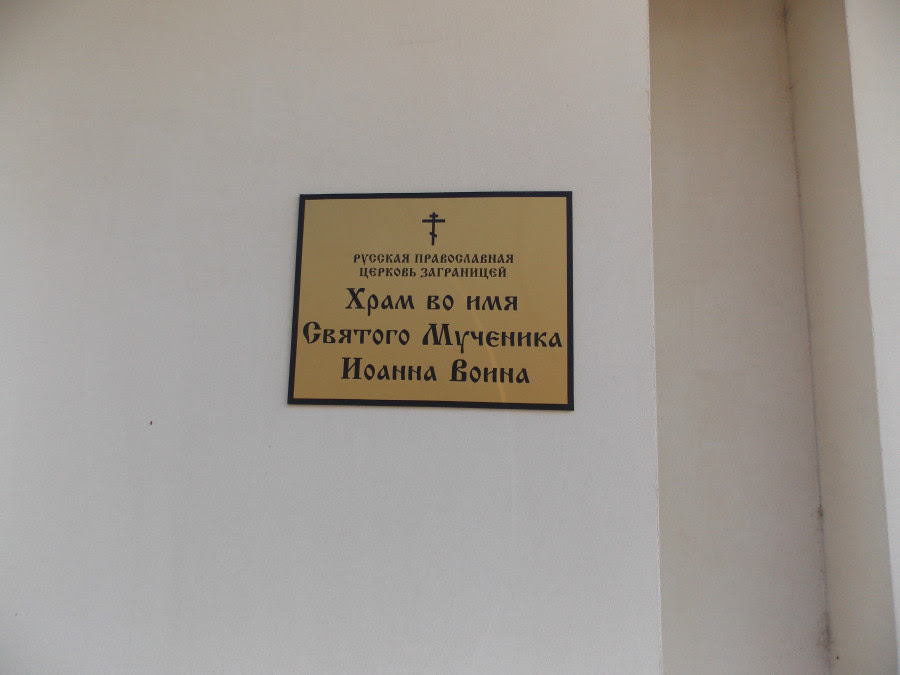 РУССКАЯ ПРАВОСЛАВНАЯ
ЦЕРКОВЬ ЗАГРАНИЦЕЙ
Храм во имя
Святого Мученика
Иоанна Воина